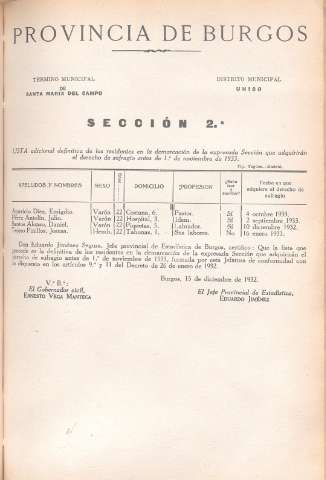 PROVINCIA DE BURGOS
TERMINO MUNICIPAL
DE
SANTA MARIA DEL CAMPO
DISTRITO MUNICIPAL
UNICO
SECCIÓN 2.ª
LISTA adicional definitiva de los residentes en la demarcación de la expresada Sección que adquirirán
el derecho de sufragio antes de 1.º de noviembre de 1933.
APELLIDOS Y NOMBRES SEXO EDAD DOMICILIO PROFESION ¿Sabe leer y escribir? Fecha en que adquiere el derecho de sufragio
Díez, Emigdio. Varón 22 6. Pastor. Sí 4 octubre 1933.
Pérez Antolín, Julio. Varón 22 Hospital, 3. Idem. Sí 2 septiembre 1933.
Santos Alonso, Daniel. Varón 22 5. Labrador. Sí 10 diciembre 1932.
Hemb. 22 Tahonas, 1. Sus labores. No 16 enero 1933.
Don Eduardo Jiménez Jefe provincial de Estadística de Burgos, certifico: Que la lista que
precede es la definitiva de los residentes en la demarcación de la expresada Sección que adquirirán el
derecho de sufragio antes de 1.º de noviembre de 1933, formada por esta Jefatura de conformidad con
lo dispuesto en los artículos 9.º y 11 del Decreto de 26 de enero de 1932.
Burgos, 15 de diciembre de 1932.
V.º B.º:
El Gobernador civil,
ERNESTO VEGA MANTECA
El Jefe Provincial de Estadística,
EDUARDO JIMÉNEZ